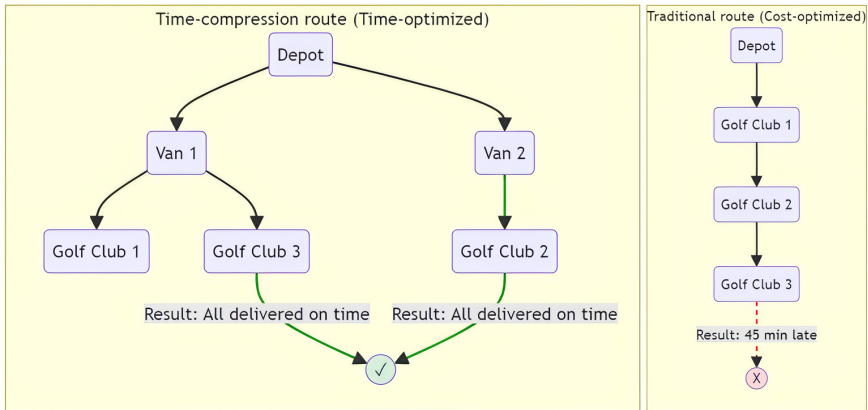 Time-compression route (Time-optimized)
Depot
Van 1
Van 2
Golf Club 1
Golf Club 3
Golf Club 2
Result: All delivered on time
Result: All delivered on time
✓
Traditional route (Cost-optimized)
Depot
Golf Club 1
Golf Club 2
Golf Club 3
Result: 45 min late
X